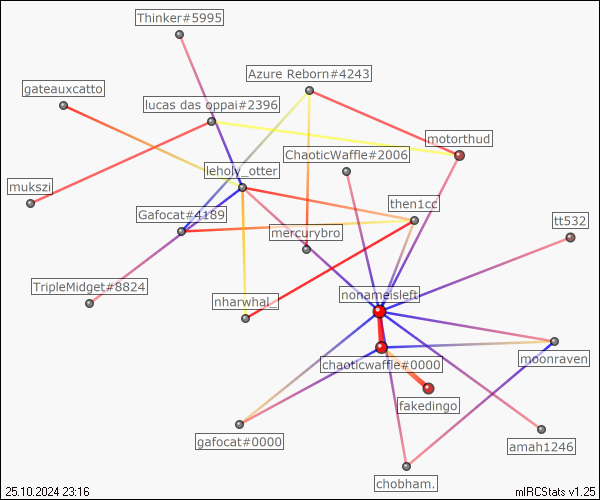 Thinker#5995
Azure Reborn#4243
gateauxcatto
lucas das oppai#2396
motorthud
ChaoticWaffle#2006
leholy_otter
mukszi
then1cc
Gafocat#4189
tt532
mercurybro
TripleMidget#8824
nonameisleft
nharwhal_
moonraven
chaoticwaffle#0000
fakedingo
gafocat#0000
amah1246
chobham.
25.10.2024 23:16
mIRCStats v1.25